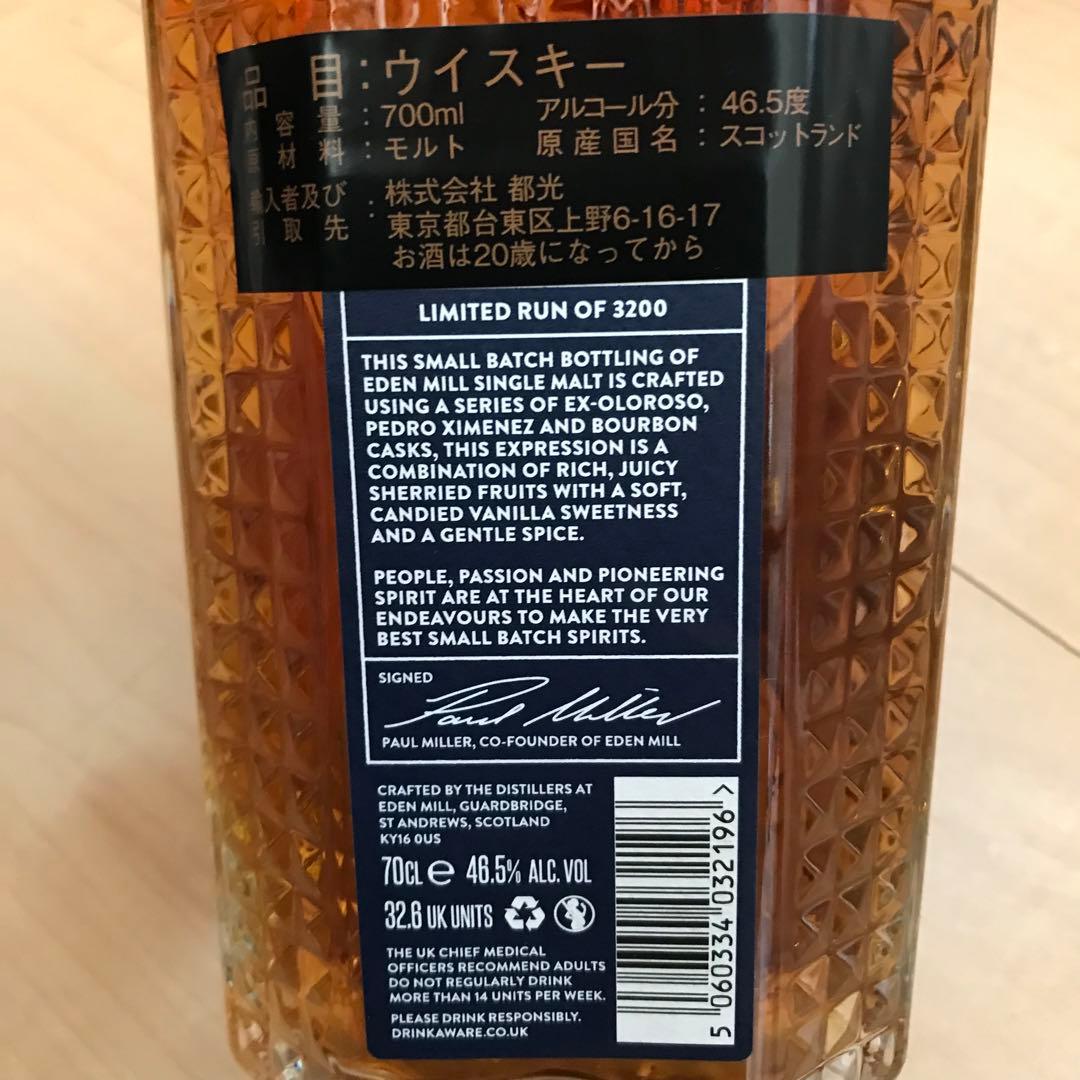 品 目:ウイスキー
内 容 量:700ml アルコール分:46.5度
原 材 料:モルト 原産国名:スコットランド
輸入者及び 株式会社 都光
引 取 先:東京都台東区上野6-16-17
お酒は20歳になってから
LIMITED RUN OF 3200
THIS SMALL BATCH BOTTLING OF
EDEN MILL SINGLE MALT IS CRAFTED
USING A SERIES OF EX-OLOROSO,
PEDRO XIMENEZ AND BOURBON
CASKS, THIS EXPRESSION IS A
COMBINATION OF RICH, JUICY
SHERRIED FRUITS WITH A SOFT,
CANDIED VANILLA SWEETNESS
AND A GENTLE SPICE.
PEOPLE, PASSION AND PIONEERING
SPIRIT ARE AT THE HEART OF OUR
ENDEAVOURS TO MAKE THE VERY
BEST SMALL BATCH SPIRITS.
SIGNED
Paul Miller
PAUL MILLER, CO-FOUNDER OF EDEN MILL
CRAFTED BY THE DISTILLERS AT
EDEN MILL, GUARDBRIDGE,
ST ANDREWS, SCOTLAND
KY16 0US
70CL e 46.5% ALC. VOL
32.6 UK UNITS
THE UK CHIEF MEDICAL
OFFICERS RECOMMEND ADULTS
DO NOT REGULARLY DRINK
MORE THAN 14 UNITS PER WEEK.
PLEASE DRINK RESPONSIBLY.
DRINKAWARE.CO.UK
5 060334 032196 >